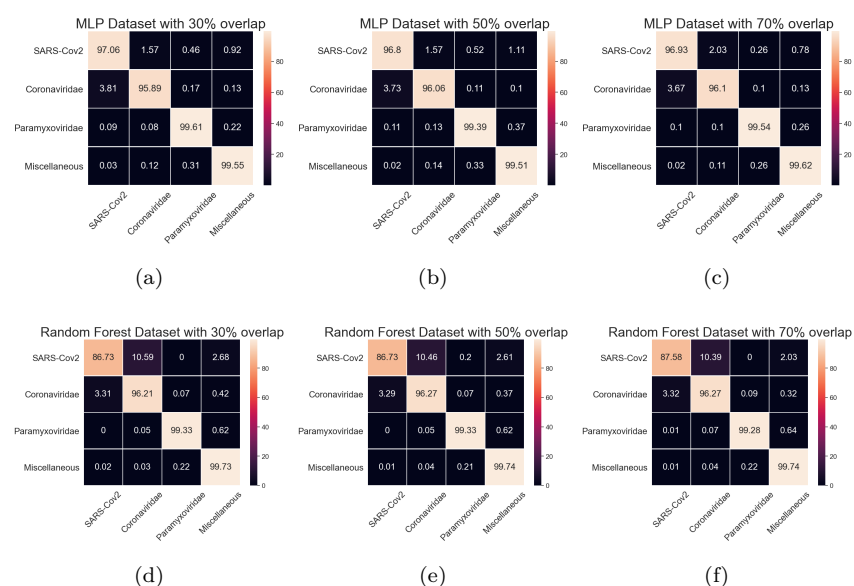 MLP Dataset with 30% overlap
SARS-Cov2 97.06 1.57 0.46 0.92
Coronaviridae 3.81 95.89 0.17 0.13
Paramyxoviridae 0.09 0.08 99.61 0.22
Miscellaneous 0.03 0.12 0.31 99.55
80
60
40
20
SARS-Cov2 Coronaviridae Paramyxoviridae Miscellaneous
(a)
MLP Dataset with 50% overlap
SARS-Cov2 96.8 1.57 0.52 1.11
Coronaviridae 3.73 96.06 0.11 0.1
Paramyxoviridae 0.11 0.13 99.39 0.37
Miscellaneous 0.02 0.14 0.33 99.51
80
60
40
20
SARS-Cov2 Coronaviridae Paramyxoviridae Miscellaneous
(b)
MLP Dataset with 70% overlap
SARS-Cov2 96.93 2.03 0.26 0.78
Coronaviridae 3.67 96.1 0.1 0.13
Paramyxoviridae 0.1 0.1 99.54 0.26
Miscellaneous 0.02 0.11 0.26 99.62
80
60
40
20
SARS-Cov2 Coronaviridae Paramyxoviridae Miscellaneous
(c)
Random Forest Dataset with 30% overlap
SARS-Cov2 86.73 10.59 0 2.68
Coronaviridae 3.31 96.21 0.07 0.42
Paramyxoviridae 0 0.05 99.33 0.62
Miscellaneous 0.02 0.03 0.22 99.73
80
60
40
20
0
SARS-Cov2 Coronaviridae Paramyxoviridae Miscellaneous
(d)
Random Forest Dataset with 50% overlap
SARS-Cov2 86.73 10.46 0.2 2.61
Coronaviridae 3.29 96.27 0.07 0.37
Paramyxoviridae 0 0.05 99.33 0.62
Miscellaneous 0.01 0.04 0.21 99.74
80
60
40
20
0
SARS-Cov2 Coronaviridae Paramyxoviridae Miscellaneous
(e)
Random Forest Dataset with 70% overlap
SARS-Cov2 87.58 10.39 0 2.03
Coronaviridae 3.32 96.27 0.09 0.32
Paramyxoviridae 0.01 0.07 99.28 0.64
Miscellaneous 0.01 0.04 0.22 99.74
80
60
40
20
0
SARS-Cov2 Coronaviridae Paramyxoviridae Miscellaneous
(f)